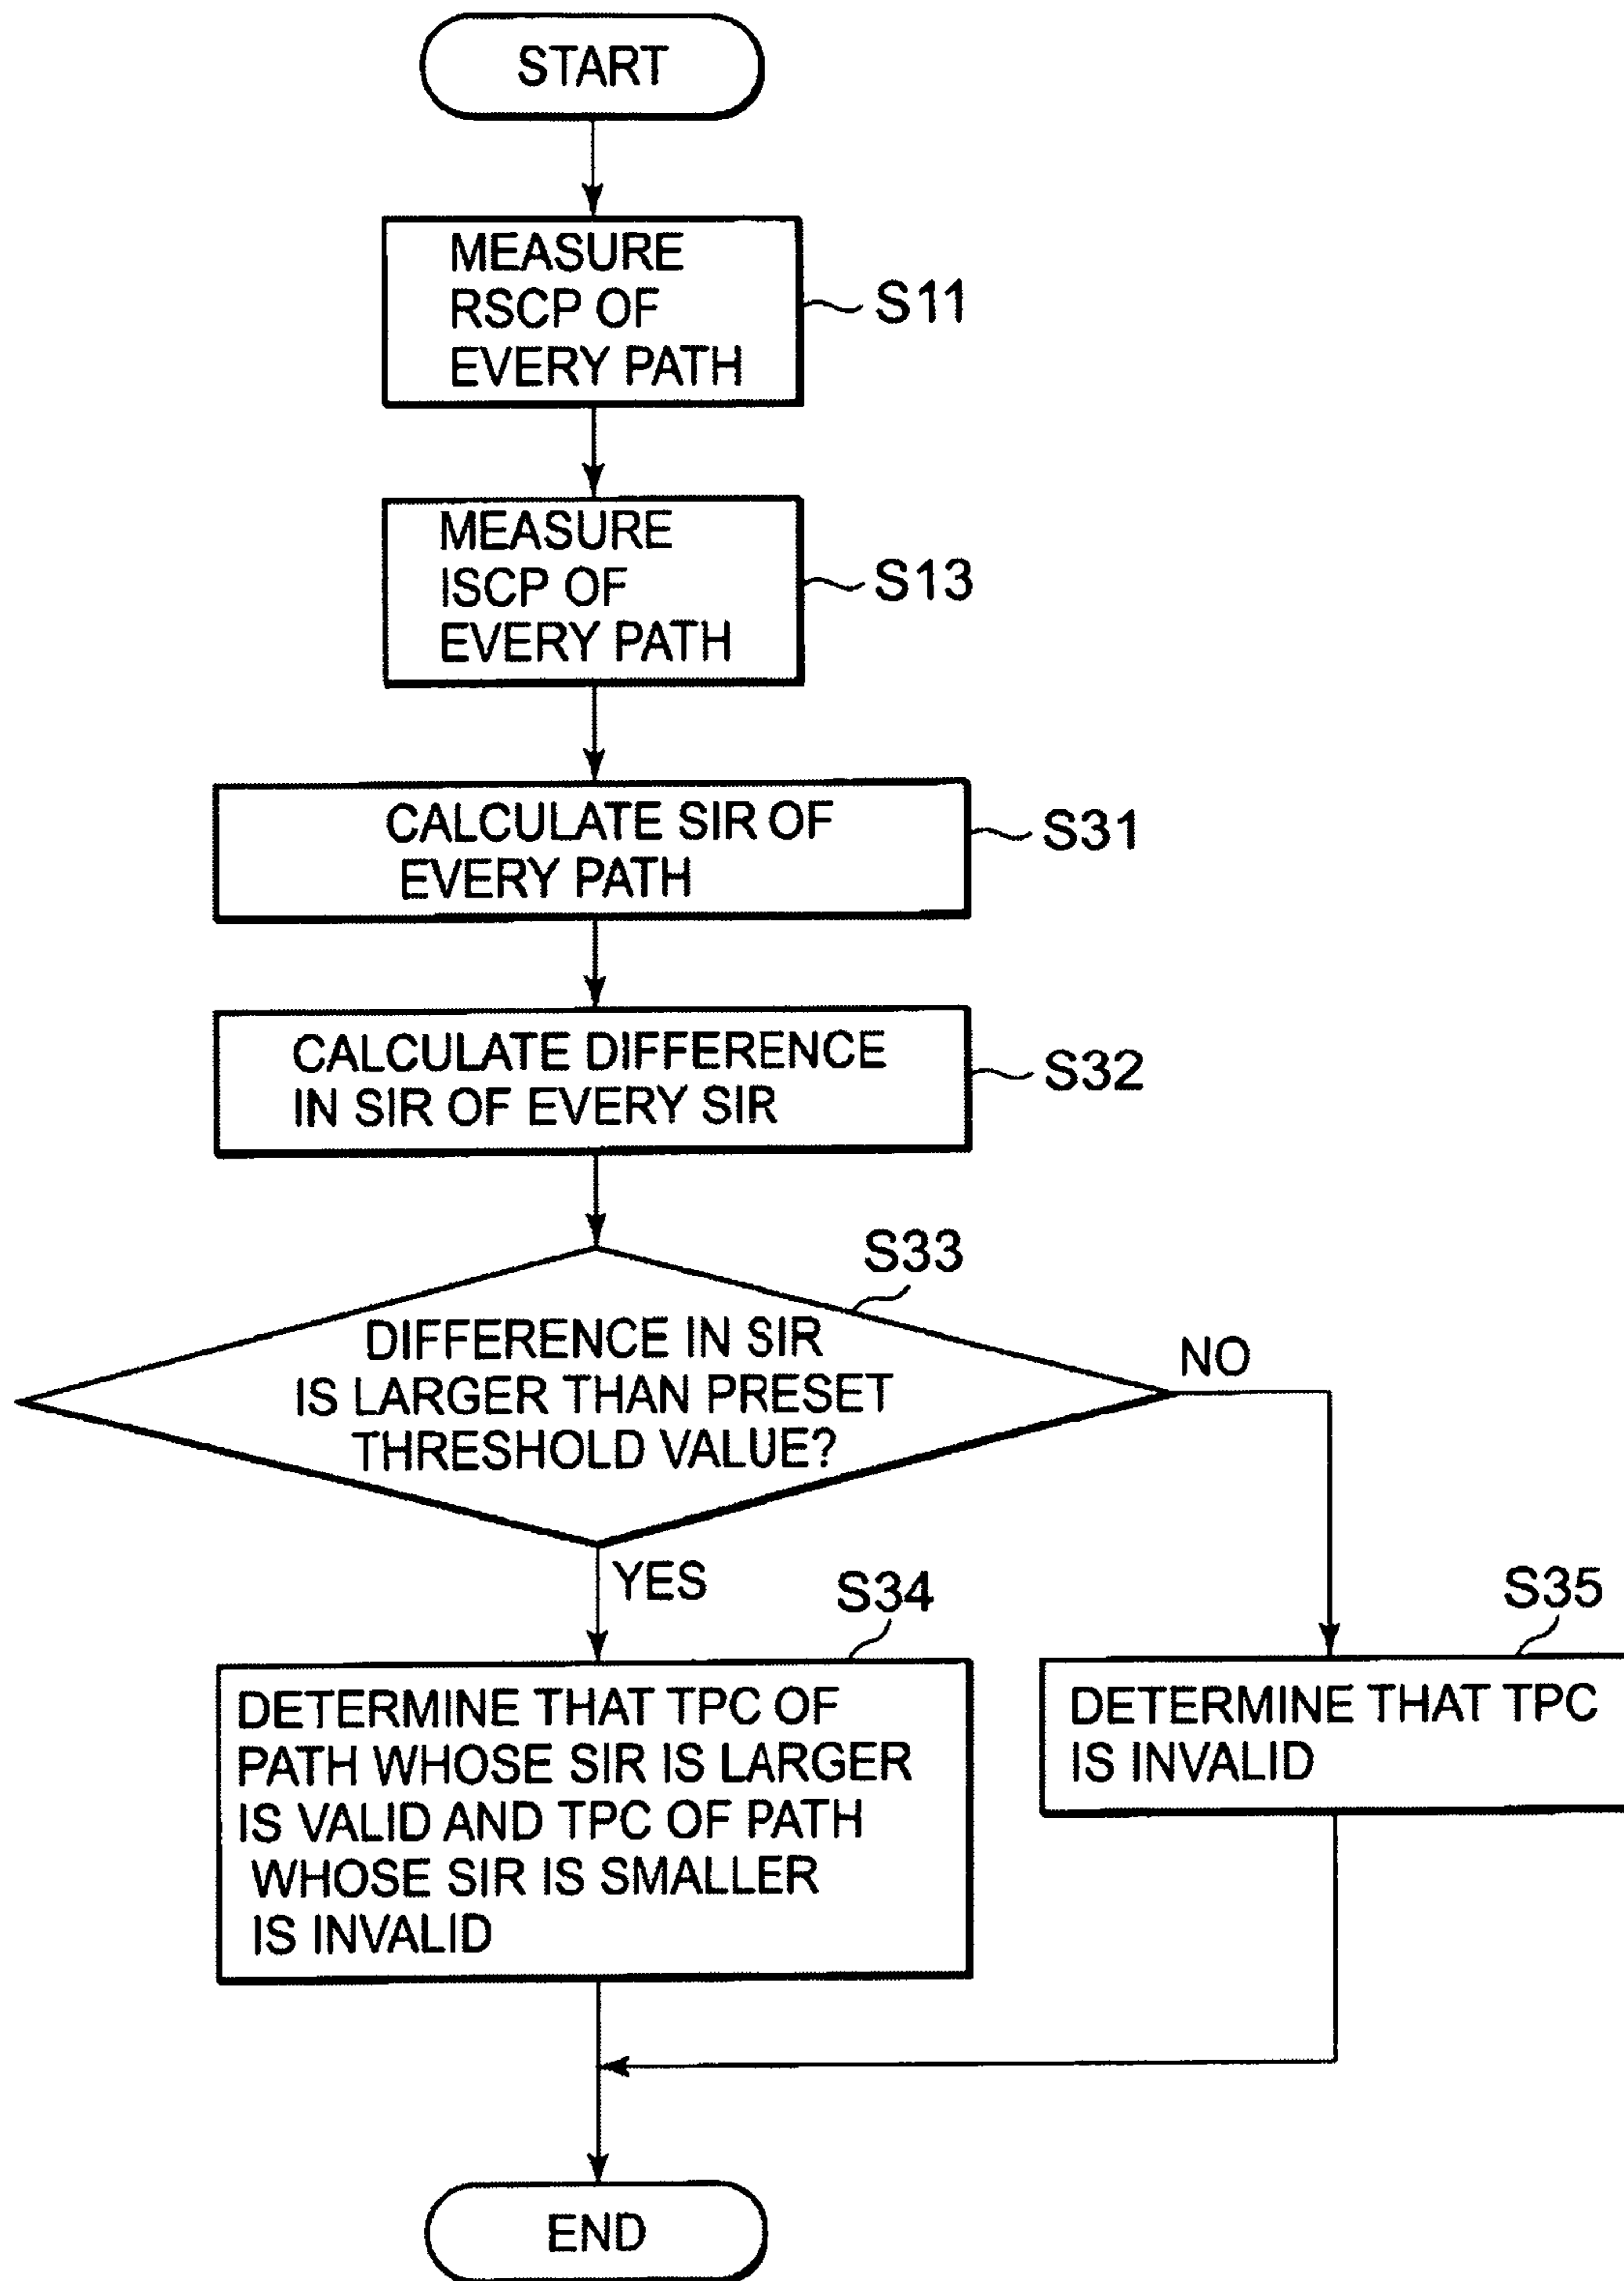 START
MEASURE
RSCP OF
EVERY PATH
S11
MEASURE
ISCP OF
EVERY PATH
S13
CALCULATE SIR OF
EVERY PATH
S31
CALCULATE DIFFERENCE
IN SIR OF EVERY SIR
S32
S33
DIFFERENCE IN SIR
IS LARGER THAN PRESET
THRESHOLD VALUE?
NO
YES
S34
DETERMINE THAT TPC OF
PATH WHOSE SIR IS LARGER
IS VALID AND TPC OF PATH
WHOSE SIR IS SMALLER
IS INVALID
S35
DETERMINE THAT TPC
IS INVALID
END